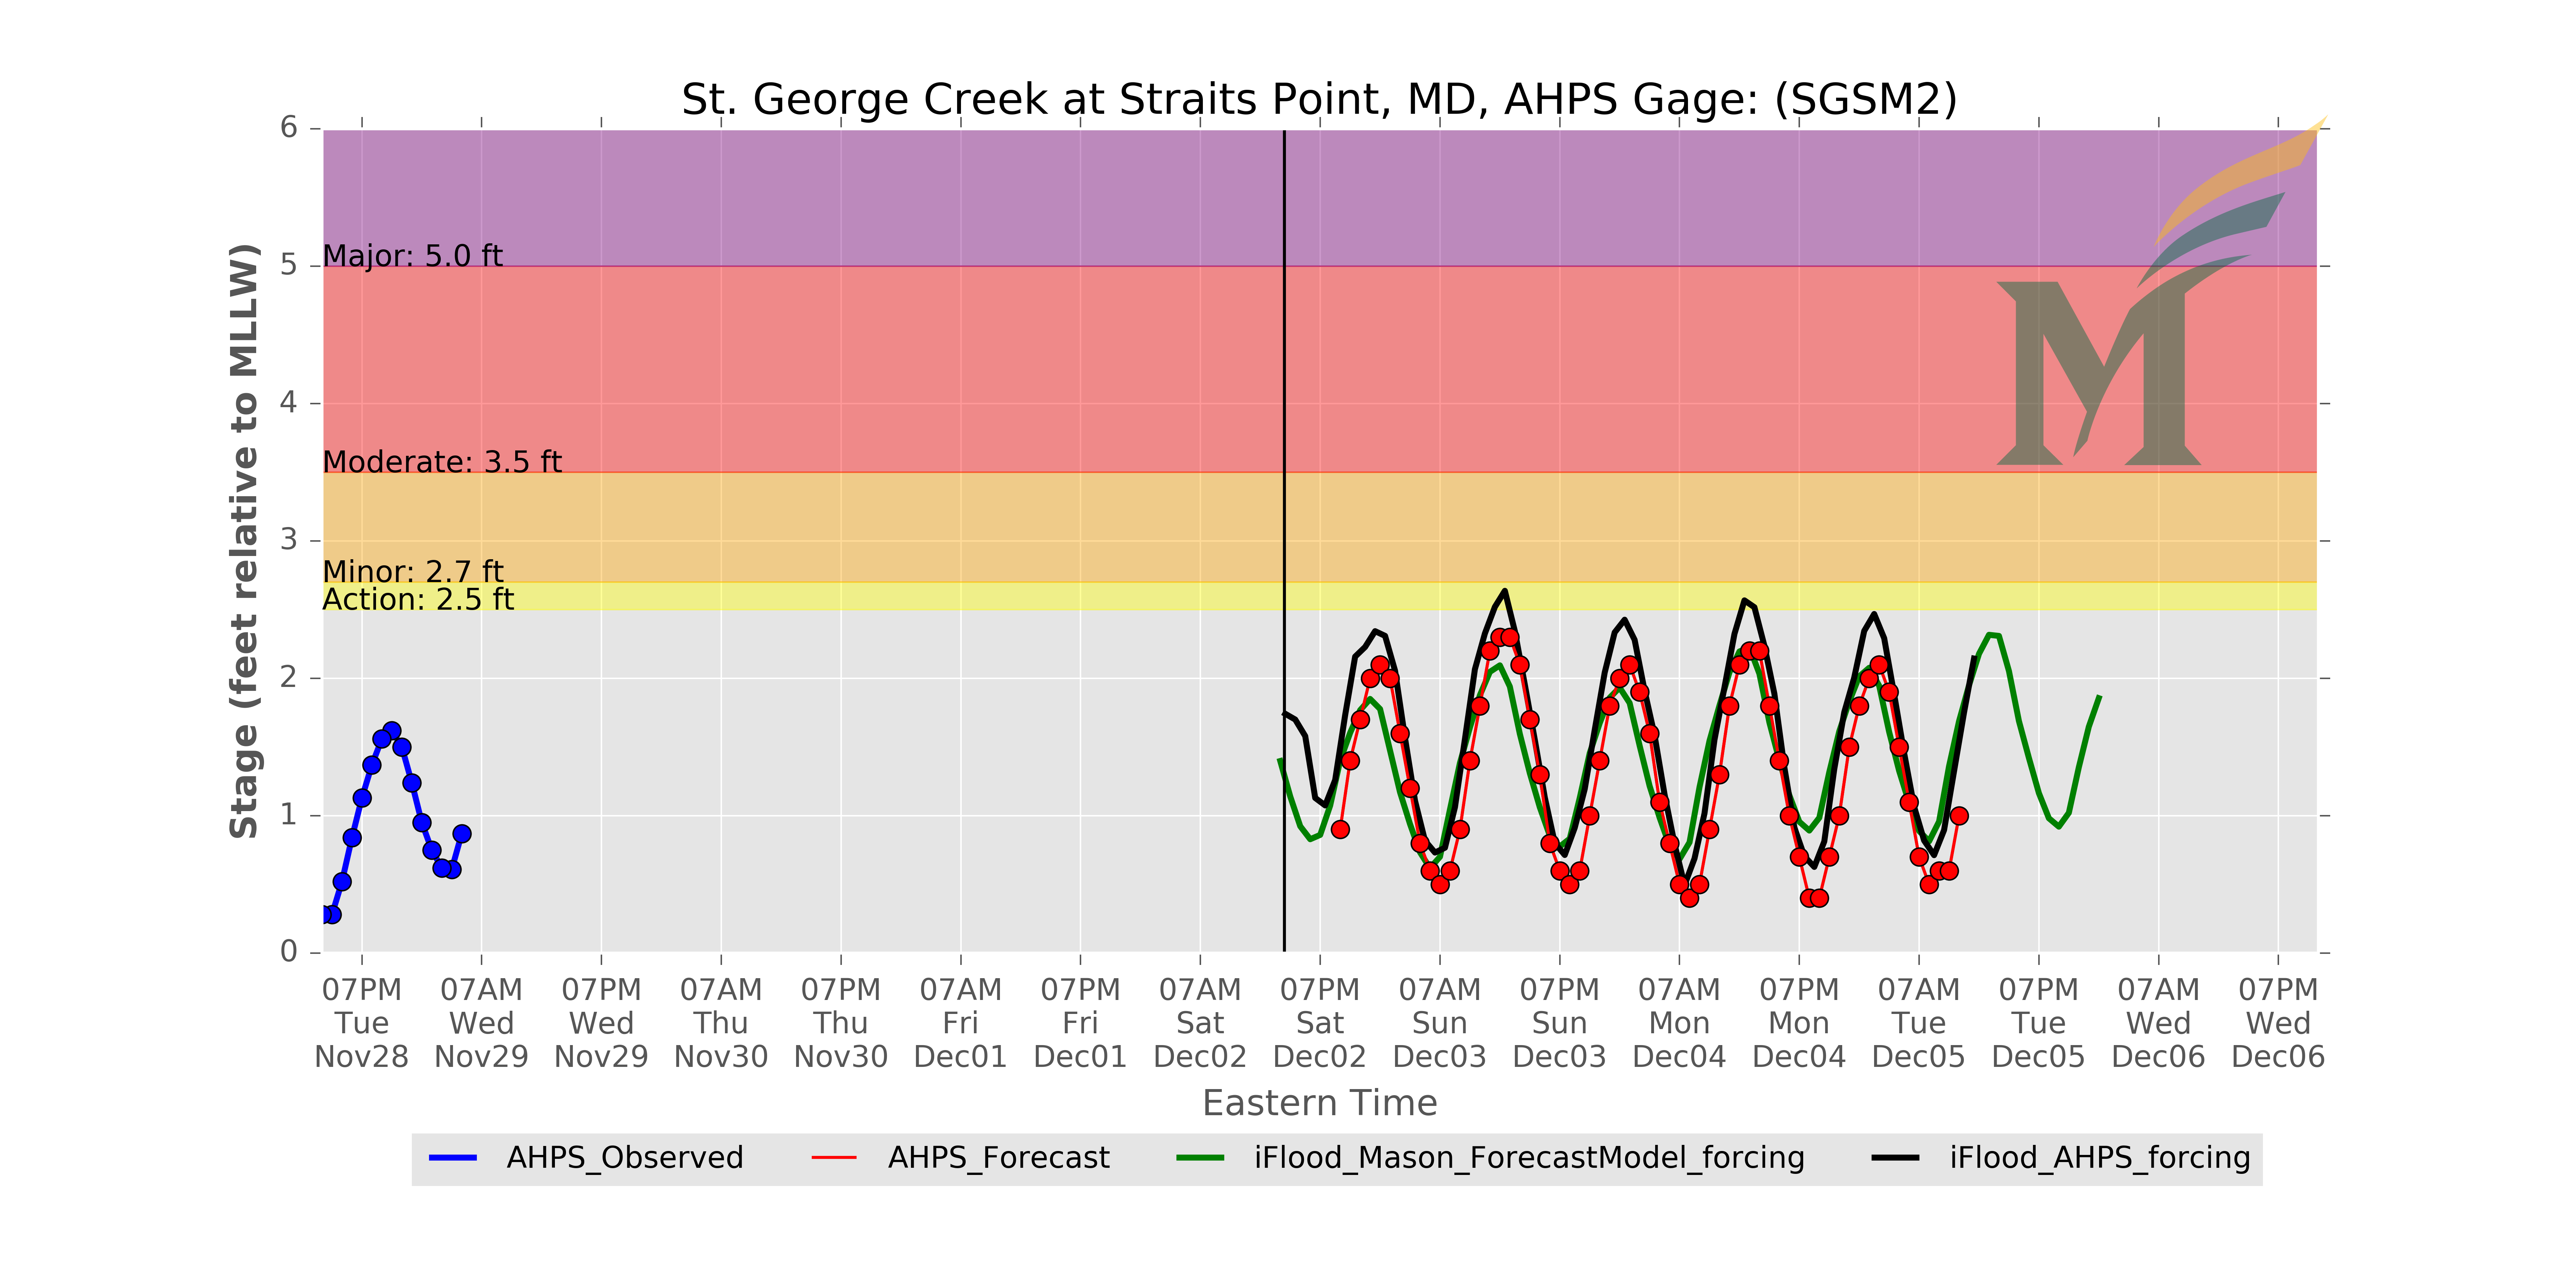 St. George Creek at Straits Point, MD, AHPS Gage: (SGSM2)
Stage (feet relative to MLLW)
6
5
4
3
2
1
0
Major: 5.0 ft
Moderate: 3.5 ft
Minor: 2.7 ft
Action: 2.5 ft
M
07PM 07AM 07PM 07AM 07PM 07AM 07PM 07AM 07PM 07AM 07PM 07AM 07PM 07AM 07PM 07AM 07PM
Tue Wed Wed Thu Thu Fri Fri Sat Sat Sun Sun Mon Mon Tue Tue Wed Wed
Nov28 Nov29 Nov29 Nov30 Nov30 Dec01 Dec01 Dec02 Dec02 Dec03 Dec03 Dec04 Dec04 Dec05 Dec05 Dec06 Dec06
Eastern Time
AHPS_Observed AHPS_Forecast iFlood_Mason_ForecastModel_forcing iFlood_AHPS_forcing